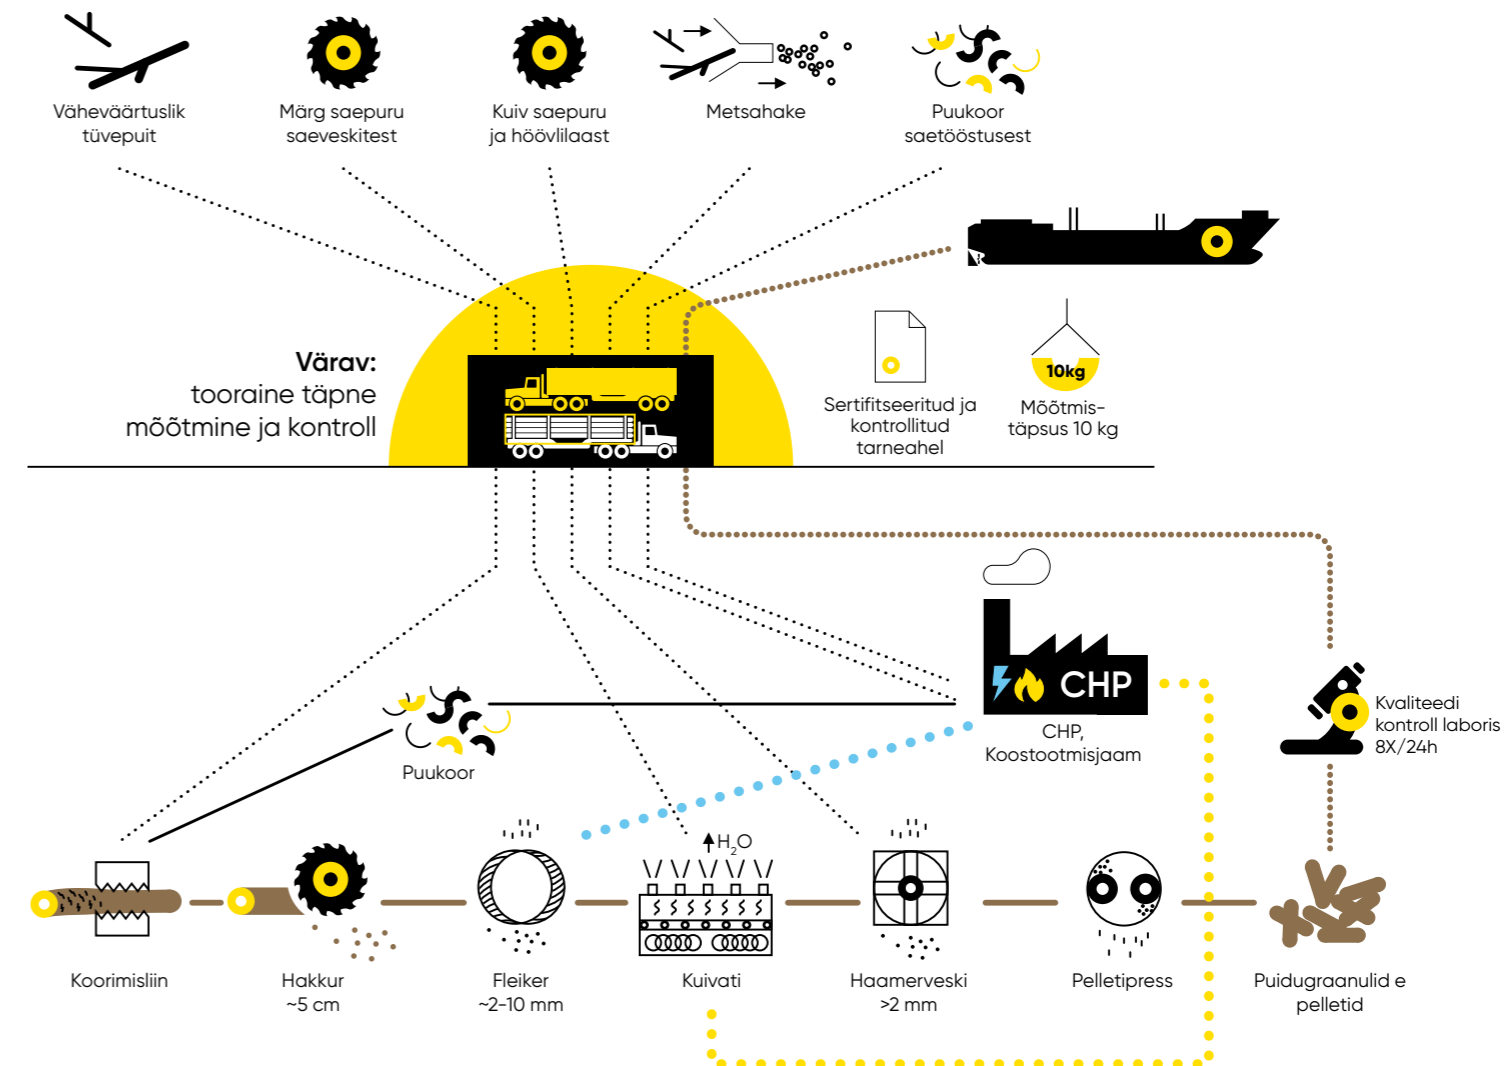 Väheväärtuslik
tüvepuit
Märg saepuru
saeveskitest
Kuiv saepuru
ja höövlilaast
Metsahake
Puukoor
saetööstusest
Värav:
tooraine täpne
mõõtmine ja kontroll
Sertifitseeritud ja
kontrollitud
tarneahel
10kg
Mõõtmis-
täpsus 10 kg
CHP
CHP,
Koostootmisjaam
Kvaliteedi
kontroll laboris
8X/24h
Puukoor
H₂O
Koorimisliin
Hakkur
~5 cm
Fleiker
~2-10 mm
Kuivati
Haamerveski
>2 mm
Pelletipress
Puidugraanulid e
pelletid